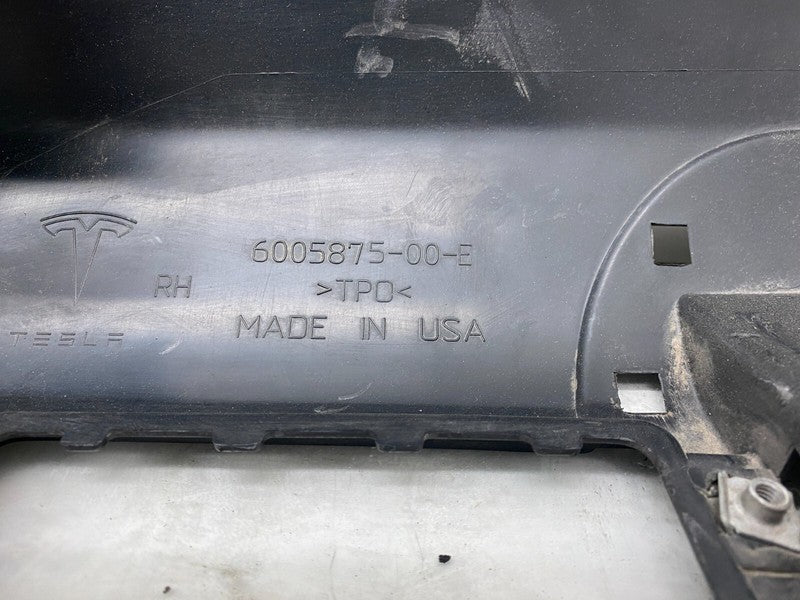 6005875-00-E
RH >TPO<
MADE IN USA
TESLA